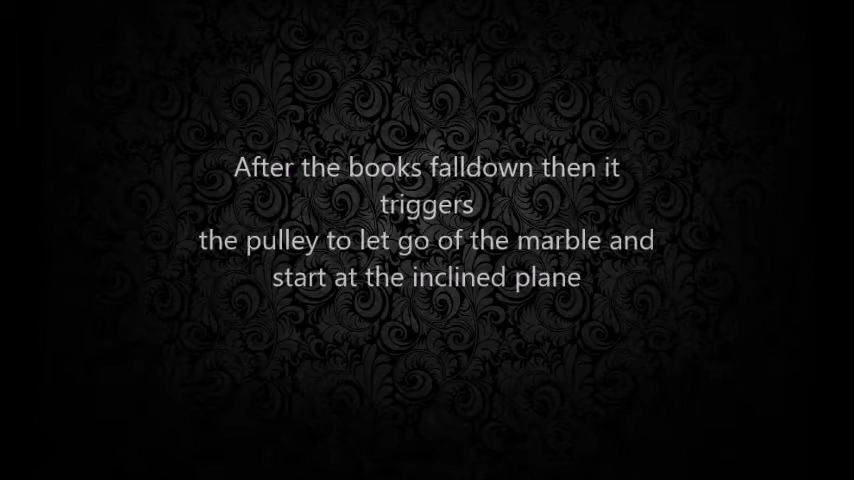 After the books falldown then it
triggers
the pulley to let go of the marble and
start at the inclined plane